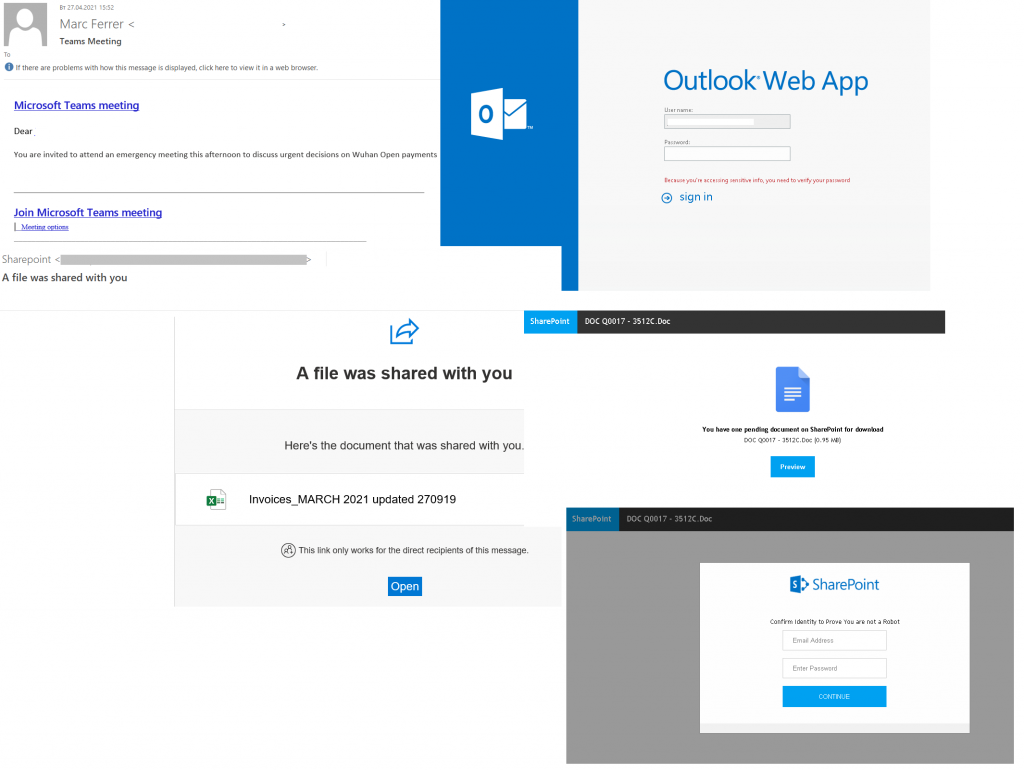 Вт 27.04.2021 15:52
Marc Ferrer < >
Teams Meeting
To
If there are problems with how this message is displayed, click here to view it in a web browser.
Microsoft Teams meeting
Dear
You are invited to attend an emergency meeting this afternoon to discuss urgent decisions on Wuhan Open payments
Join Microsoft Teams meeting
| Meeting options
Outlook Web App
User name:
Password:
Because you're accessing sensitive info, you need to verify your password
sign in
Sharepoint < >
A file was shared with you
A file was shared with you
Here's the document that was shared with you.
Invoices_MARCH 2021 updated 270919
This link only works for the direct recipients of this message.
Open
SharePoint DOC Q0017 - 3512C.Doc
You have one pending document on SharePoint for download
DOC Q0017 - 3512C.Doc (0.95 MB)
Preview
SharePoint DOC Q0017 - 3512C.Doc
SharePoint
Confirm Identity to Prove You are not a Robot
Email Address
Enter Password
CONTINUE